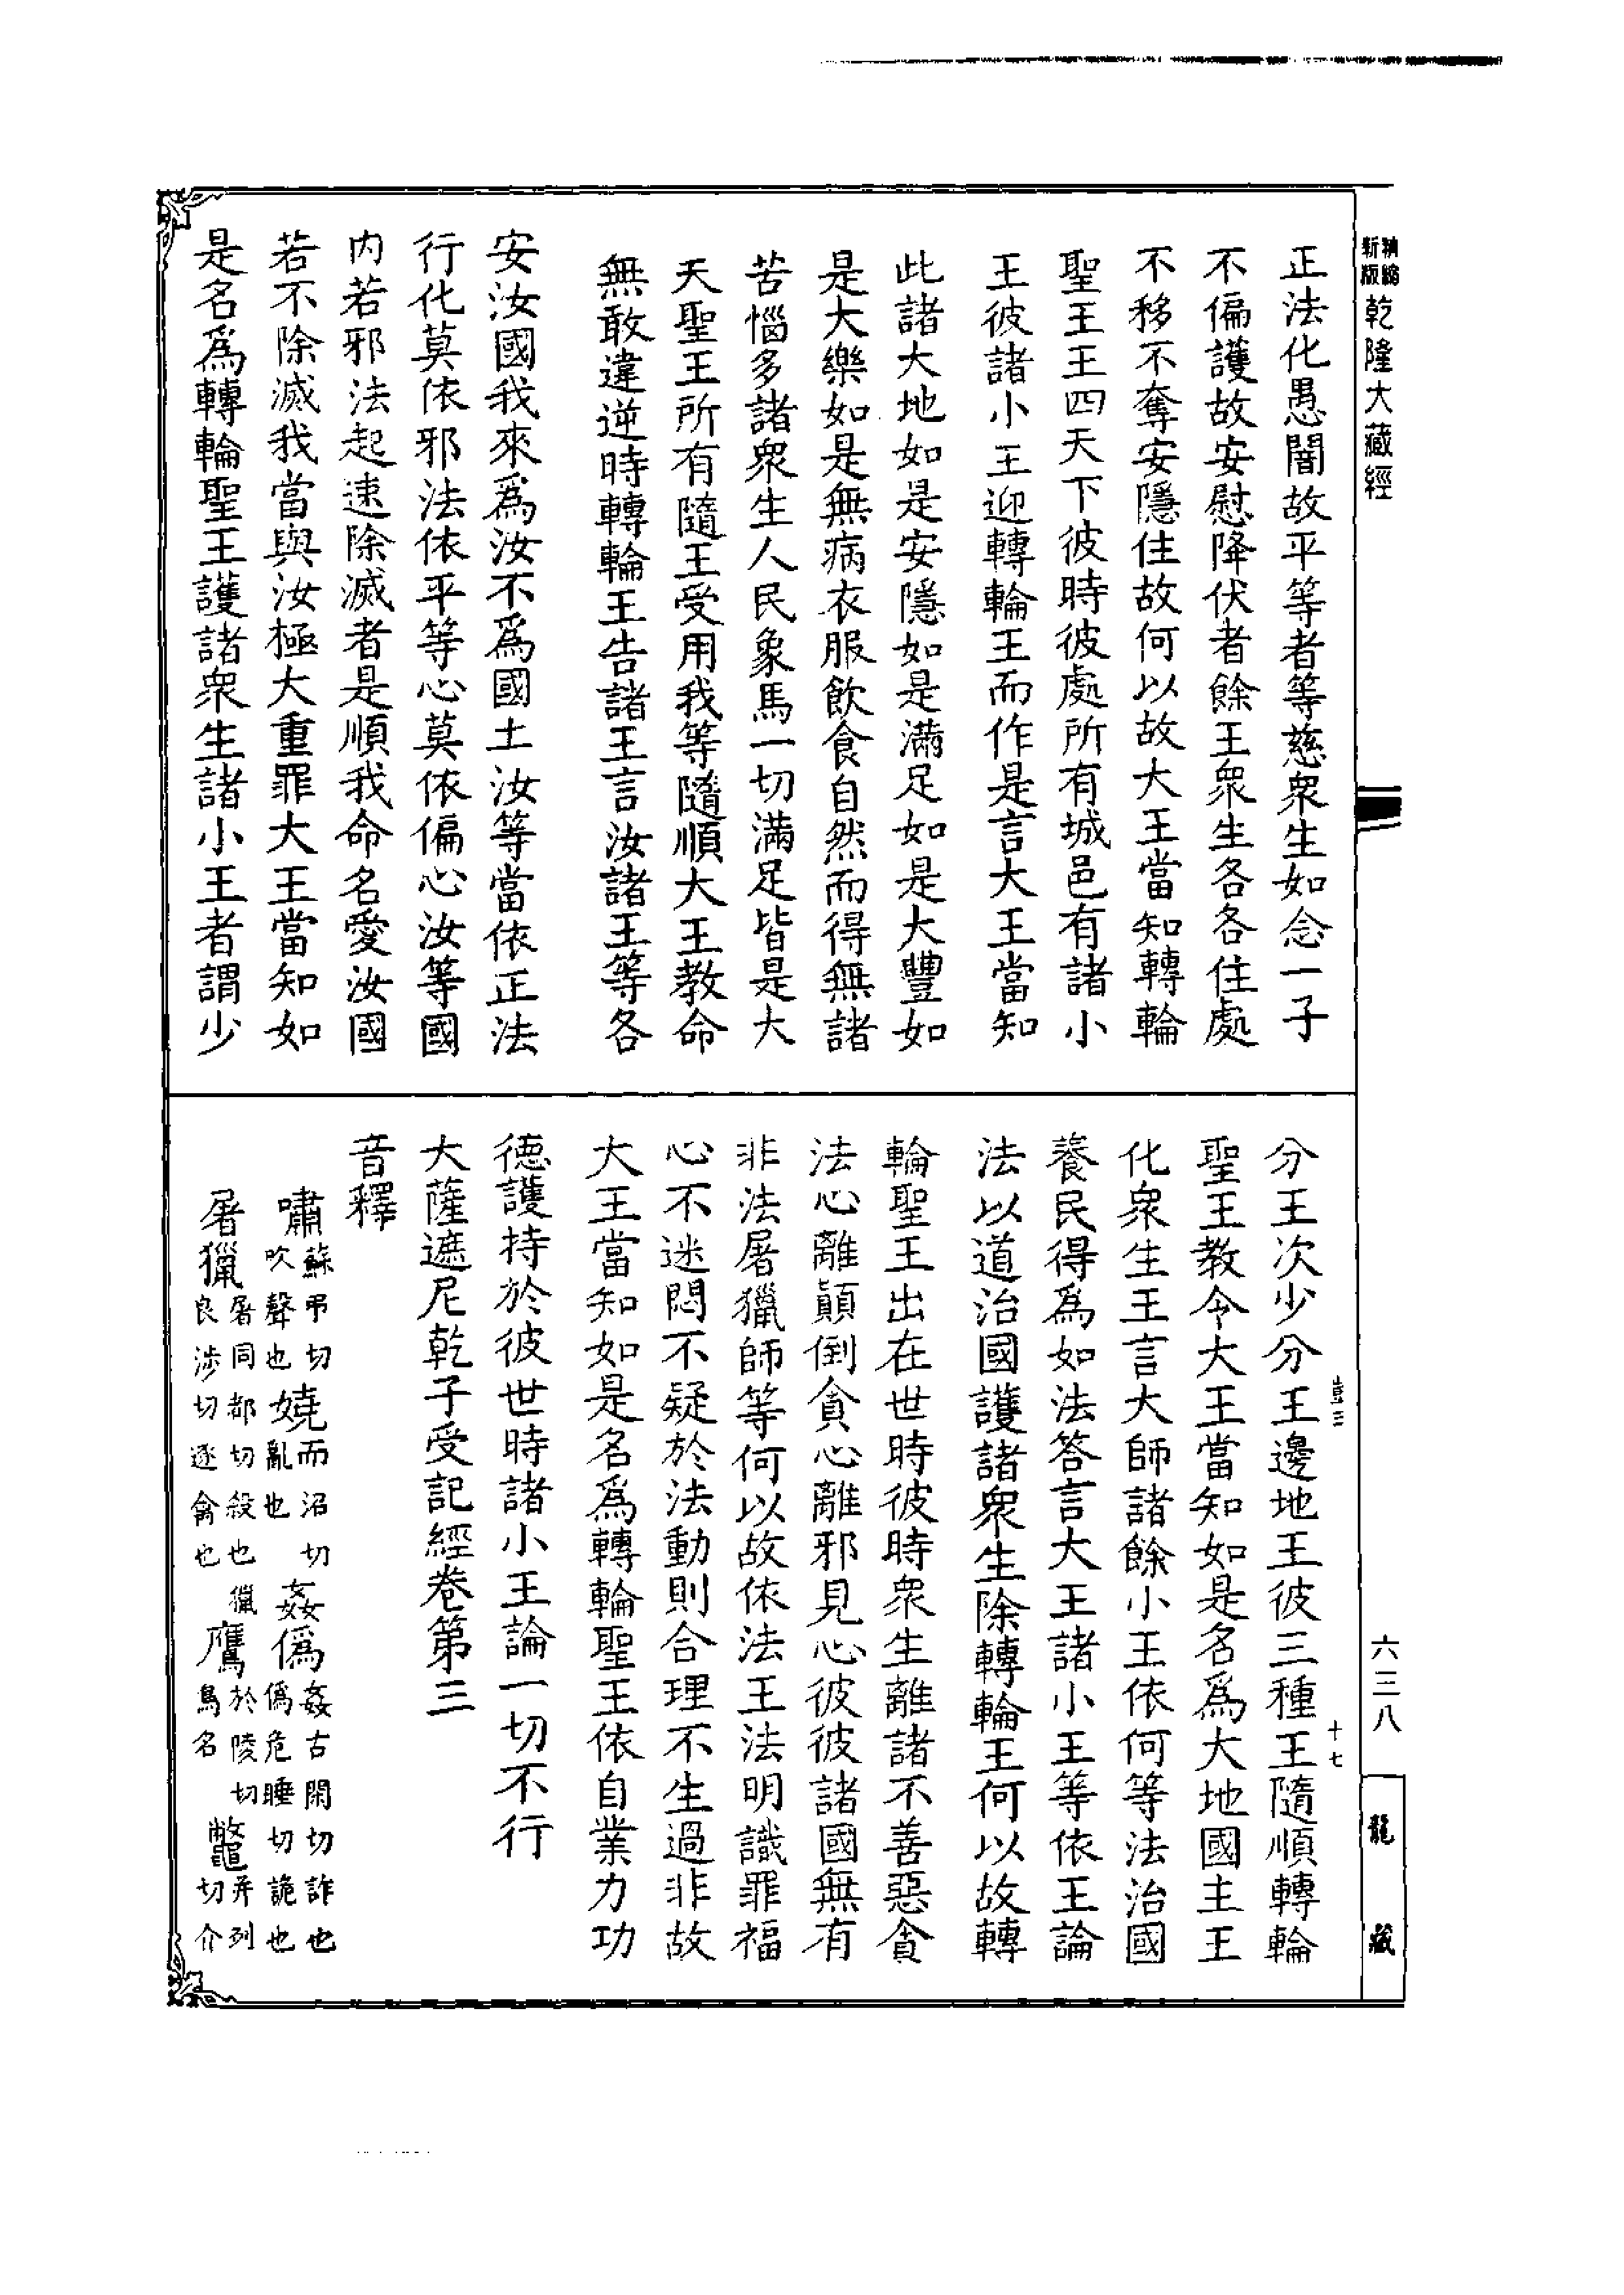 精縮
新版
乾隆大藏經
正法化愚闇故平等者等慈衆生如念一子
不偏護故安慰降伏者餘王衆生各各住處
不移不奪安隱住故何以故大王當知轉輪
聖王王四天下彼時彼處所有城邑有諸小
王彼諸小王迎轉輪王而作是言大王當知
此諸大地如是安隱如是滿足如是大豐如
是大樂如是無病衣服飲食自然而得無諸
苦惱多諸衆生人民象馬一切滿足皆是大
天聖王所有隨王受用我等隨順大王教命
無敢違逆時轉輪王告諸王言汝諸王等各
安汝國我來爲汝不爲國土汝等當依正法
行化莫依邪法依平等心莫依偏心汝等國
内若邪法起速除滅者是順我命名愛汝國
若不除滅我當與汝極大重罪大王當知如
是名爲轉輪聖王護諸衆生諸小王者謂少
分王次少分王邊地王彼三種王隨順轉輪
聖王教令大王當知如是名爲大地國主王
化衆生王言大師諸餘小王依何等法治國
養民得爲如法答言大王諸小王等依王論
法以道治國護諸衆生除轉輪王何以故轉
輪聖王出在世時彼時衆生離諸不善惡貪
法心離顛倒貪心離邪見心彼彼諸國無有
非法屠獵師等何以故依法王法明識罪福
心不迷悶不疑於法動則合理不生過非故
大王當知如是名爲轉輪聖王依自業力功
德護持於彼世時諸小王論一切不行
大薩遮尼乾子受記經卷第三
音釋
嘯蘇弔切吹聲也 嬈而沼切亂也 姦僞姦古閑切詐也僞危睡切詭也
屠獵屠同都切殺也獵良涉切逐禽也 鷹於陵切鳥名 鼈并列切介
壹三
十七
六三八
龍藏